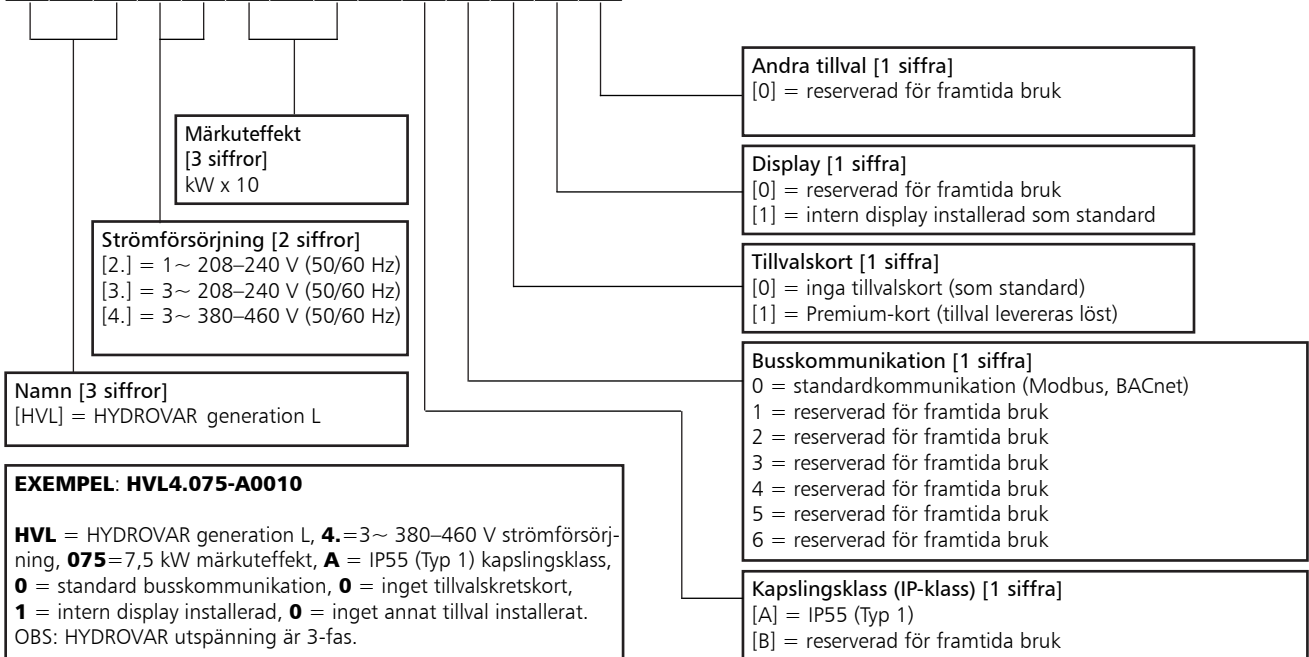 Andra tillval [1 siffra]
[0] = reserverad för framtida bruk
Märkuteffekt
[3 siffror]
kW x 10
Display [1 siffra]
[0] = reserverad för framtida bruk
[1] = intern display installerad som standard
Strömförsörjning [2 siffror]
[2.] = 1~ 208–240 V (50/60 Hz)
[3.] = 3~ 208–240 V (50/60 Hz)
[4.] = 3~ 380–460 V (50/60 Hz)
Tillvalskort [1 siffra]
[0] = inga tillvalskort (som standard)
[1] = Premium-kort (tillval levereras löst)
Namn [3 siffror]
[HVL] = HYDROVAR generation L
Busskommunikation [1 siffra]
0 = standardkommunikation (Modbus, BACnet)
1 = reserverad för framtida bruk
2 = reserverad för framtida bruk
3 = reserverad för framtida bruk
4 = reserverad för framtida bruk
5 = reserverad för framtida bruk
6 = reserverad för framtida bruk
EXEMPEL: HVL4.075-A0010
HVL = HYDROVAR generation L, 4.=3~ 380–460 V strömförsörj-
ning, 075=7,5 kW märkuteffekt, A = IP55 (Typ 1) kapslingsklass,
0 = standard busskommunikation, 0 = inget tillvalskretskort,
1 = intern display installerad, 0 = inget annat tillval installerat.
OBS: HYDROVAR utspänning är 3-fas.
Kapslingsklass (IP-klass) [1 siffra]
[A] = IP55 (Typ 1)
[B] = reserverad för framtida bruk